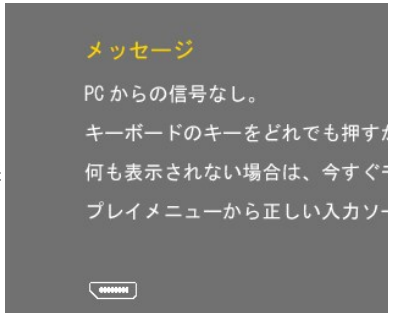 メッセージ
PC からの信号なし。
キーボードのキーをどれでも押す
何も表示されない場合は、今すぐ
プレイメニューから正しい入力ソー